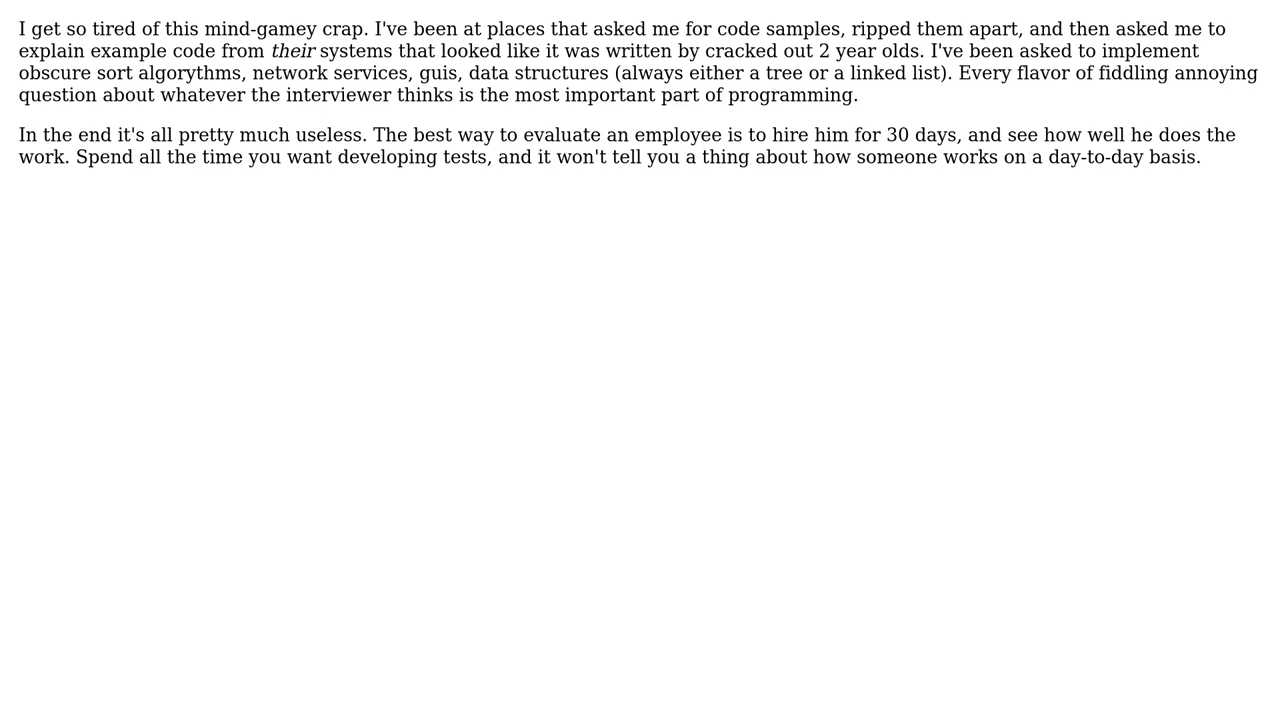 I get so tired of this mind-gamey crap. I've been at places that asked me for code samples, ripped them apart, and then asked me to
explain example code from their systems that looked like it was written by cracked out 2 year olds. I've been asked to implement
obscure sort algorythms, network services, guis, data structures (always either a tree or a linked list). Every flavor of fiddling annoying
question about whatever the interviewer thinks is the most important part of programming.
In the end it's all pretty much useless. The best way to evaluate an employee is to hire him for 30 days, and see how well he does the
work. Spend all the time you want developing tests, and it won't tell you a thing about how someone works on a day-to-day basis.